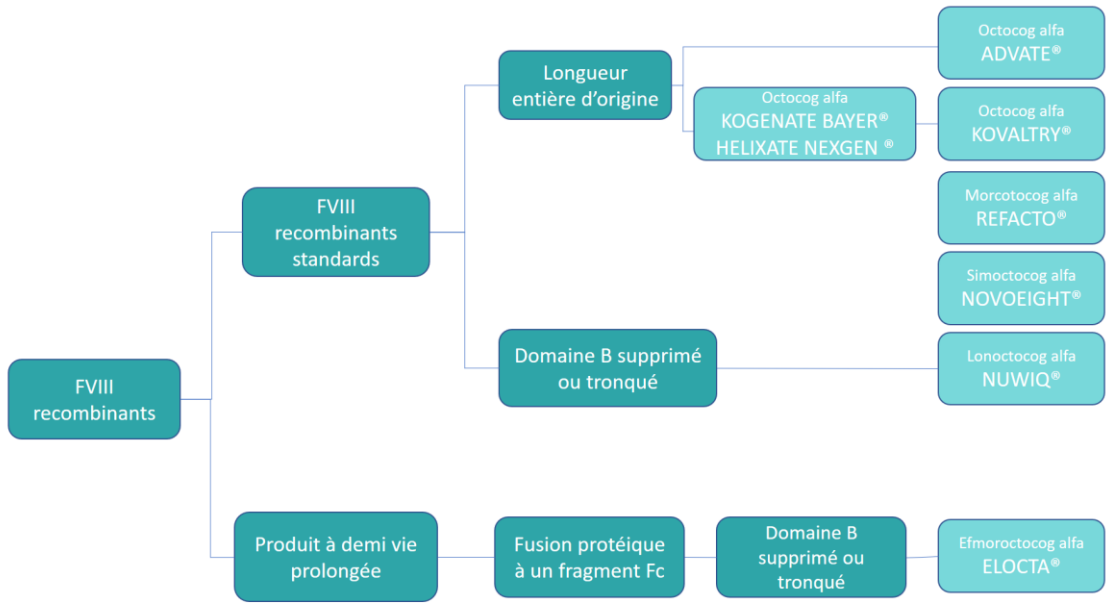 FVIII
recombinants
FVIII
recombinants
standards
Longueur
entière d’origine
Octocog alfa
ADVATE®
Octocog alfa
KOGENATE BAYER®
HELIXATE NEXGEN ®
Octocog alfa
KOVALTRY®
Domaine B supprimé
ou tronqué
Morcotocog alfa
REFACTO®
Simoctocog alfa
NOVOEIGHT®
Lonoctocog alfa
NUWIQ®
Produit à demi vie
prolongée
Fusion protéique
à un fragment Fc
Domaine B
supprimé ou
tronqué
Efmoroctocog alfa
ELOCTA®